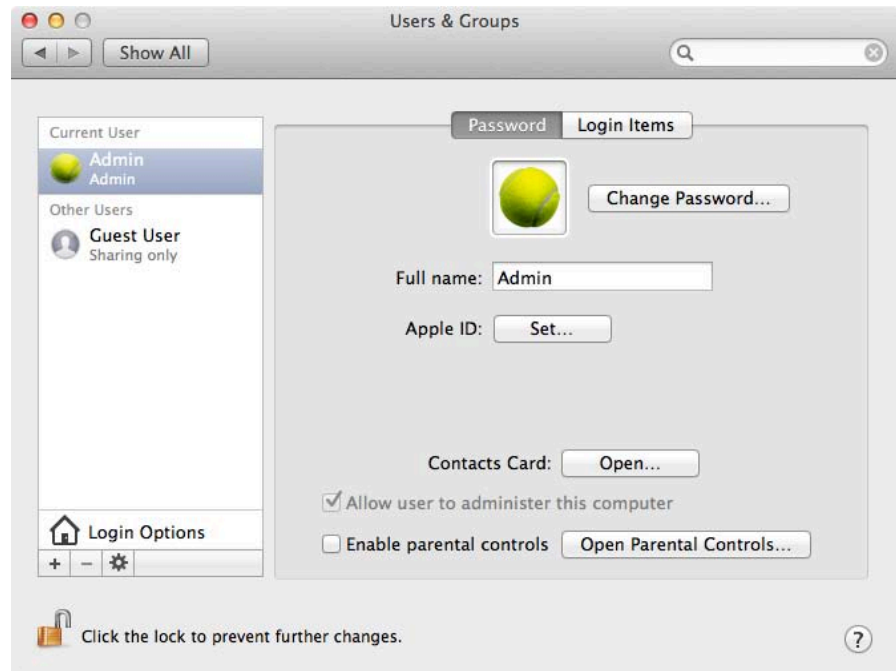 Users & Groups
Show All
Current User
Admin
Admin
Other Users
Guest User
Sharing only
Login Options
+ −
Password Login Items
Change Password...
Full name: Admin
Apple ID: Set...
Contacts Card: Open...
Allow user to administer this computer
Enable parental controls Open Parental Controls...
Click the lock to prevent further changes.
?